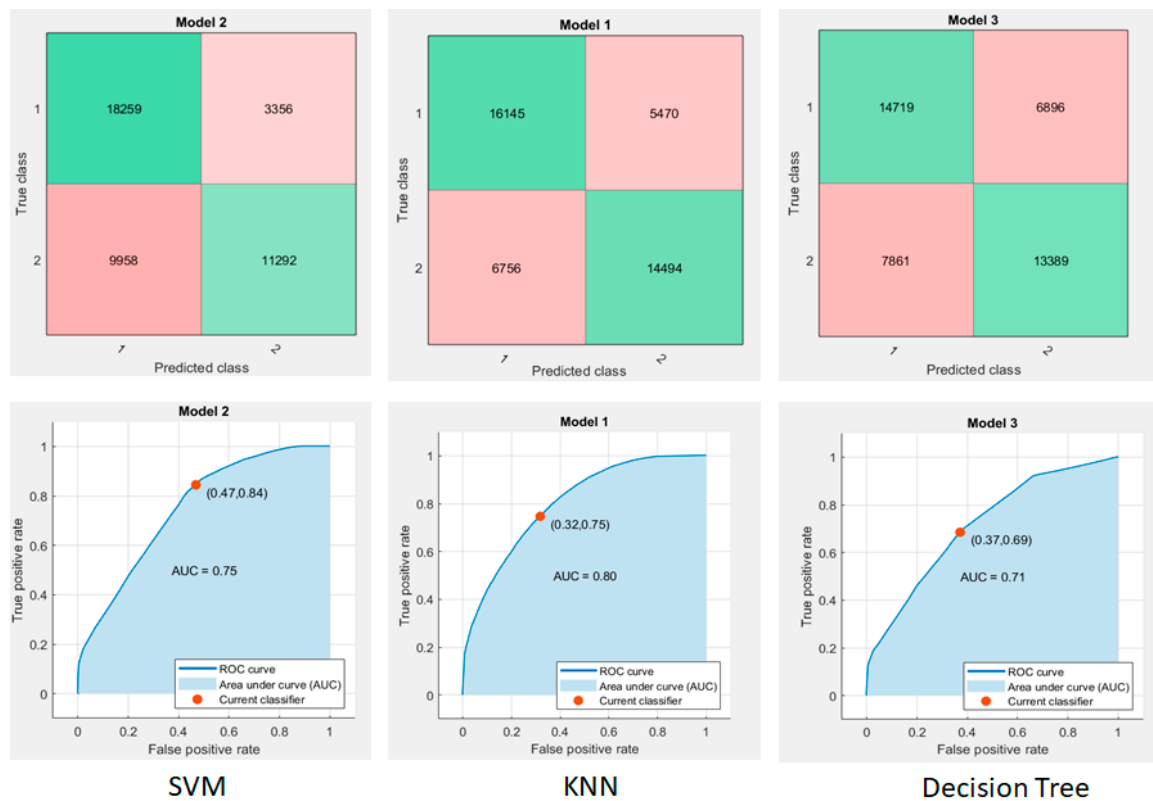 Model 2
True class
1
18259
3356
2
9958
11292
1
2
Predicted class
Model 1
True class
1
16145
5470
2
6756
14494
1
2
Predicted class
Model 3
True class
1
14719
6896
2
7861
13389
1
2
Predicted class
Model 2
True positive rate
1
0.8
0.6
0.4
0.2
0
(0.47,0.84)
AUC = 0.75
ROC curve
Area under curve (AUC)
Current classifier
0 0.2 0.4 0.6 0.8 1
False positive rate
SVM
Model 1
True positive rate
1
0.8
0.6
0.4
0.2
0
(0.32,0.75)
AUC = 0.80
ROC curve
Area under curve (AUC)
Current classifier
0 0.2 0.4 0.6 0.8 1
False positive rate
KNN
Model 3
True positive rate
1
0.8
0.6
0.4
0.2
0
(0.37,0.69)
AUC = 0.71
ROC curve
Area under curve (AUC)
Current classifier
0 0.2 0.4 0.6 0.8 1
False positive rate
Decision Tree